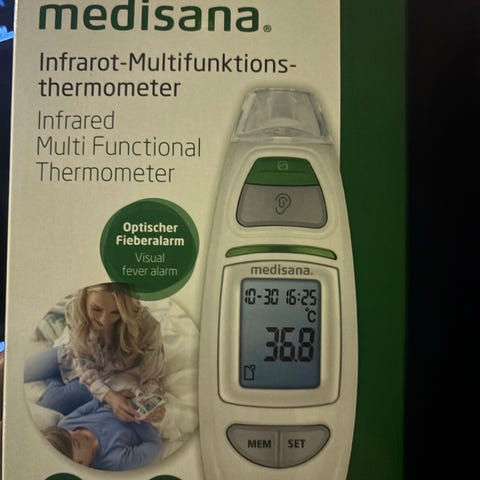 medisana®
Infrarot-Multifunktions-
thermometer
Infrared
Multi Functional
Thermometer
Optischer
Fieberalarm
Visual
fever alarm
medisana®
10-30 16:25
°C
36.8
MEM SET